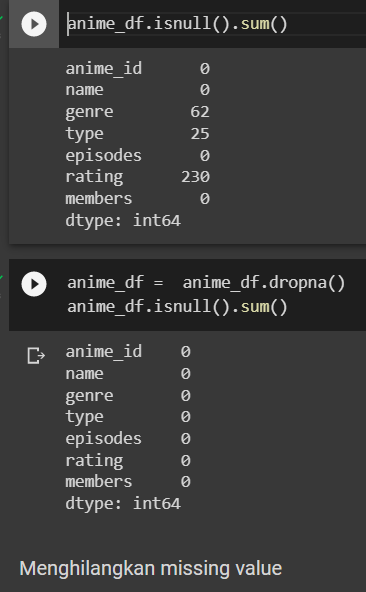 anime_df.isnull().sum()
anime_id 0
name 0
genre 62
type 25
episodes 0
rating 230
members 0
dtype: int64
anime_df = anime_df.dropna()
anime_df.isnull().sum()
anime_id 0
name 0
genre 0
type 0
episodes 0
rating 0
members 0
dtype: int64
Menghilangkan missing value